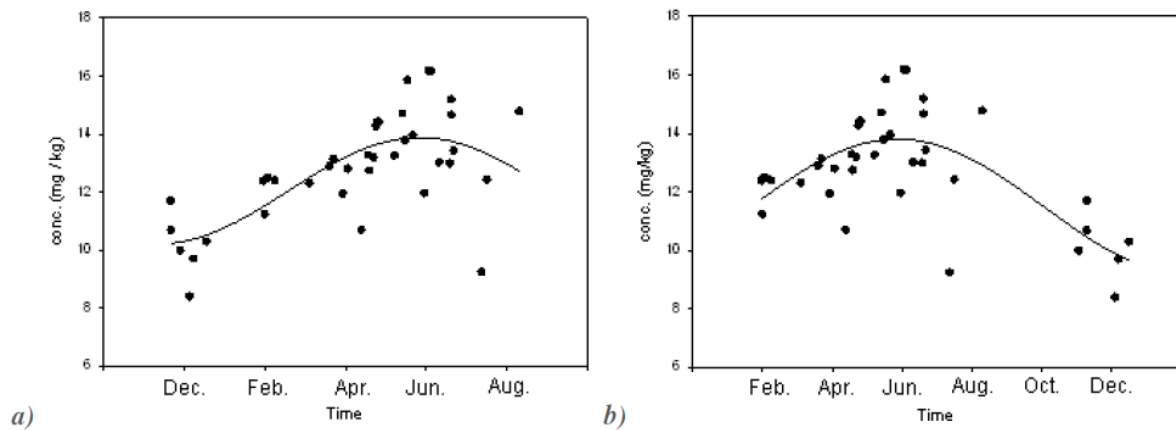 18
16
14
12
10
8
6
conc. (mg /kg)
Dec. Feb. Apr. Jun. Aug.
Time
a)
18
16
14
12
10
8
6
conc. (mg/kg)
Feb. Apr. Jun. Aug. Oct. Dec.
Time
b)